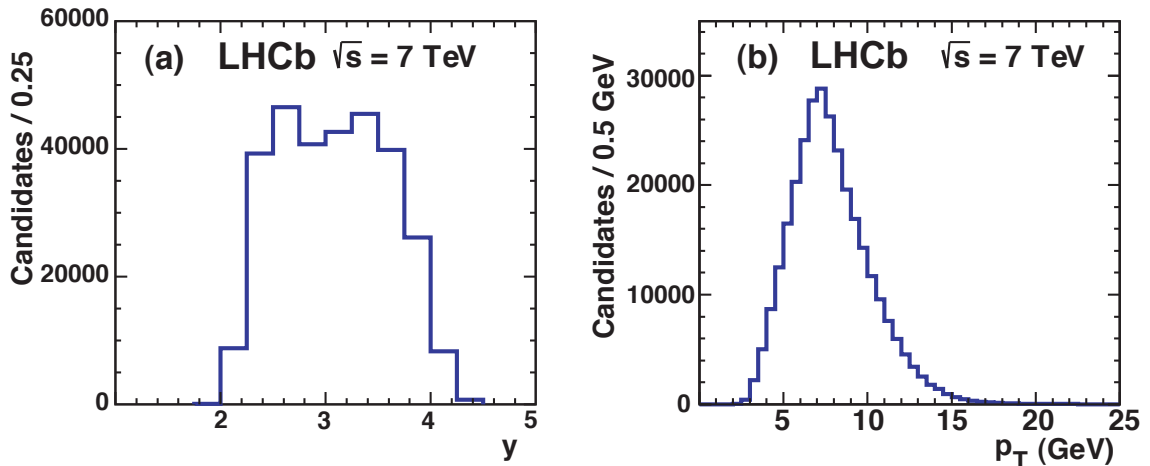 (a) LHCb √s = 7 TeV
Candidates / 0.25
60000
40000
20000
0
2
3
4
5
y
(b) LHCb √s = 7 TeV
Candidates / 0.5 GeV
30000
20000
10000
0
5
10
15
20
25
p_T (GeV)